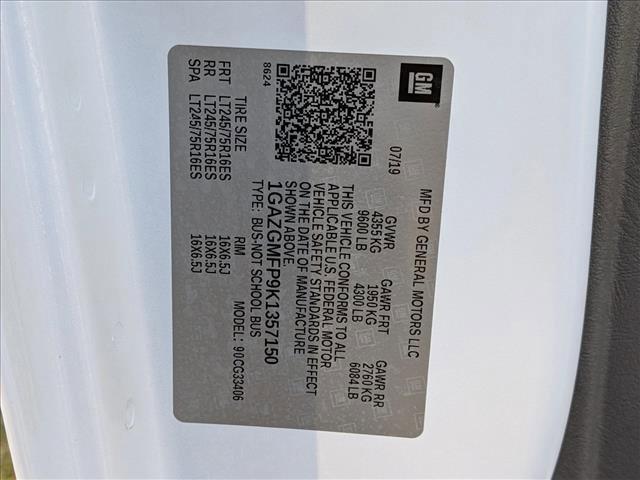 GM
MFD BY GENERAL MOTORS LLC
07/19
GVWR
4355 KG
9600 LB
GAWR FRT
1950 KG
4300 LB
GAWR RR
2760 KG
6084 LB
THIS VEHICLE CONFORMS TO ALL
APPLICABLE U.S. FEDERAL MOTOR
VEHICLE SAFETY STANDARDS IN EFFECT
ON THE DATE OF MANUFACTURE
SHOWN ABOVE.
1GAZGMFP9K1357150
TYPE: BUS-NOT SCHOOL BUS
MODEL: 90CG33406
8624
TIRE SIZE RIM
FRT LT245/75R16ES 16X6.5J
RR LT245/75R16ES 16X6.5J
SPA LT245/75R16ES 16X6.5J